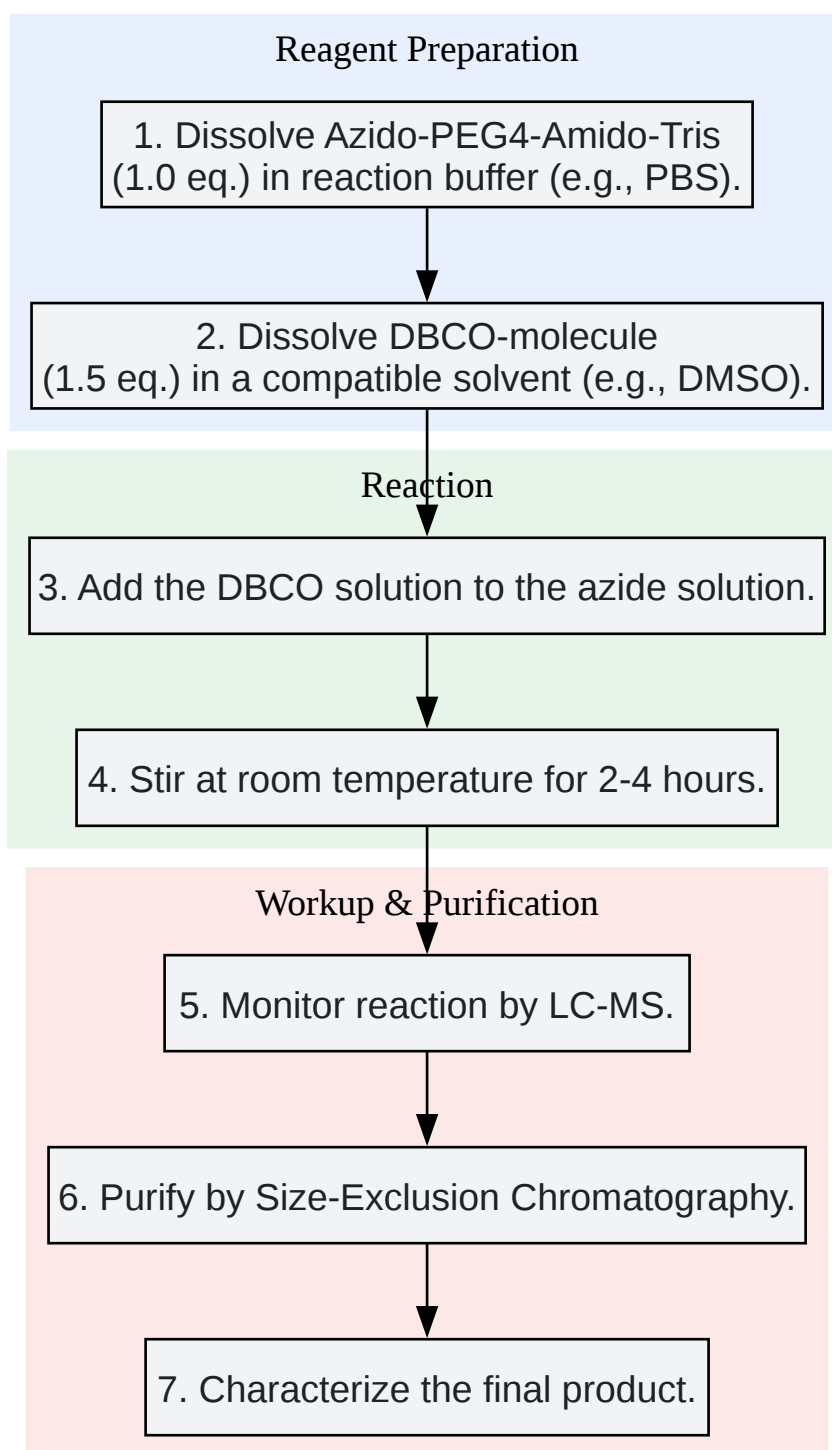 Reagent Preparation
1. Dissolve Azido-PEG4-Amido-Tris
(1.0 eq.) in reaction buffer (e.g., PBS).
2. Dissolve DBCO-molecule
(1.5 eq.) in a compatible solvent (e.g., DMSO).
Reaction
3. Add the DBCO solution to the azide solution.
4. Stir at room temperature for 2-4 hours.
Workup & Purification
5. Monitor reaction by LC-MS.
6. Purify by Size-Exclusion Chromatography.
7. Characterize the final product.